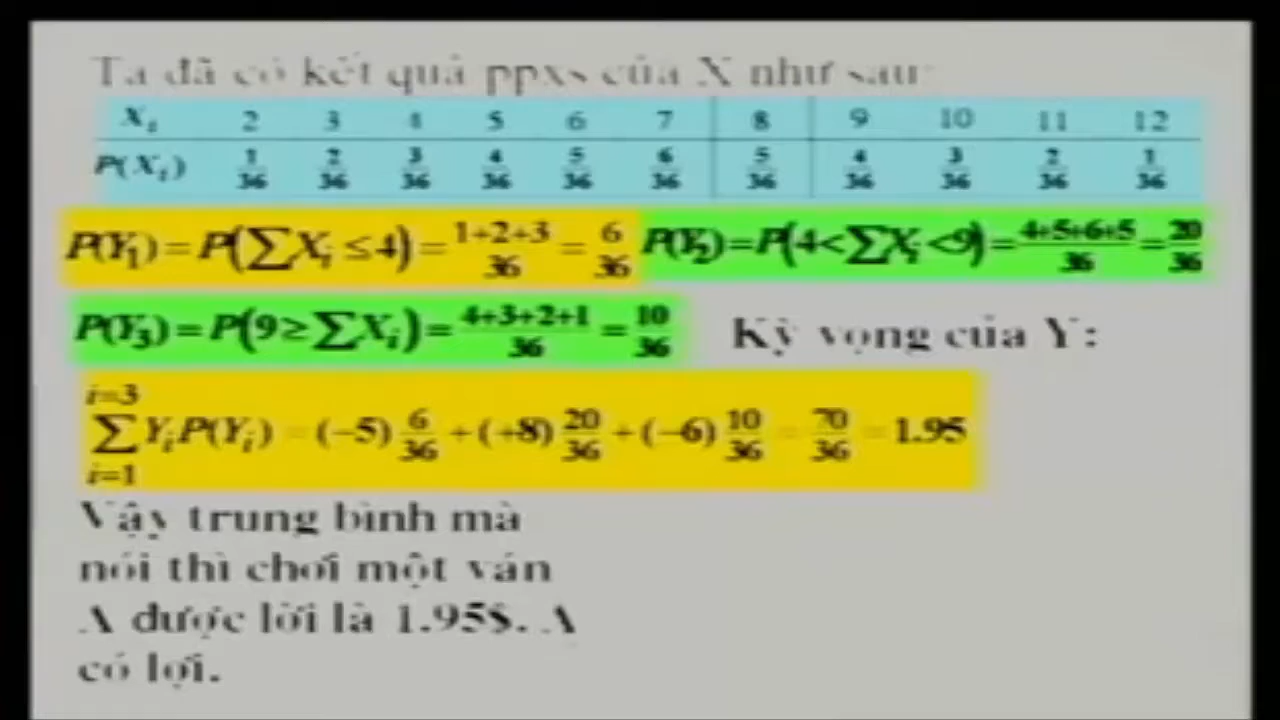 Ta đã có kết quả ppxs của X như sau:
Xi 2 3 4 5 6 7 8 9 10 11 12
P(Xi) 1/36 2/36 3/36 4/36 5/36 6/36 5/36 4/36 3/36 2/36 1/36
P(Y1) = P(∑Xi ≤4) = 1+2+3/36 = 6/36 P(Y2)=P(4<∑Xi<9)=4+5+6+5/36=20/36
P(Y3) = P(9≥∑Xi) = 4+3+2+1/36 = 10/36 Kỳ vọng của Y:
i=3
∑ YiP(Yi) = (−5) 6/36 + (+8) 20/36 + (−6) 10/36 = 70/36 = 1.95
i=1
Vậy trung bình mà
nói thì chơi một ván
A được lời là 1.95$. A
có lợi.